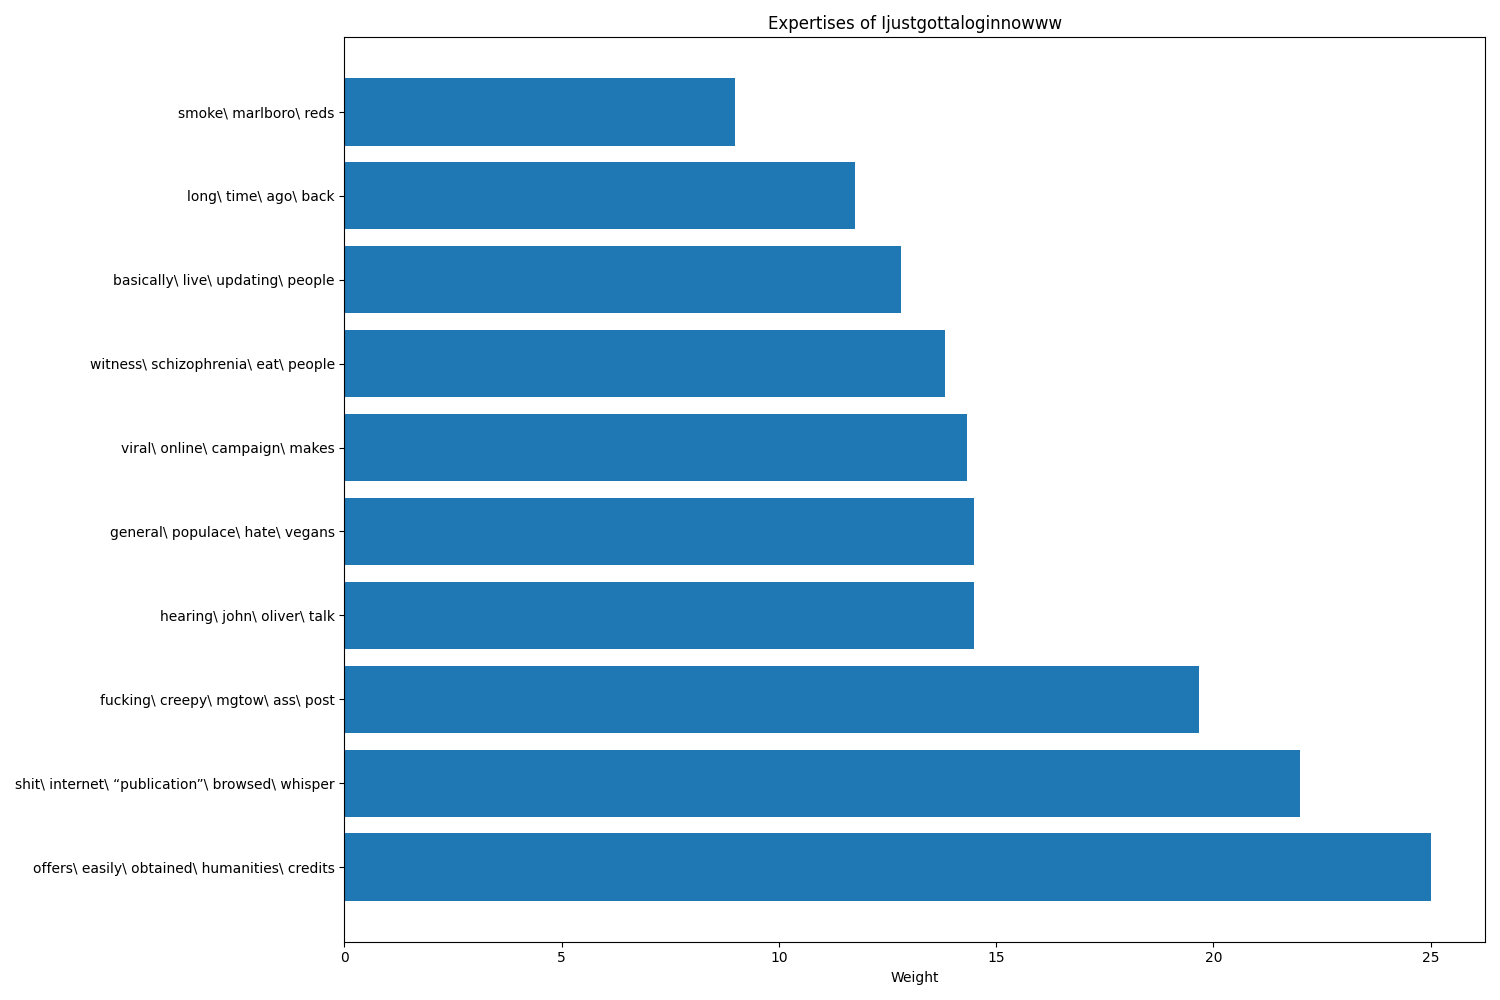 Expertises of Ijustgottaloginnowww
smoke\ marlboro\ reds
long\ time\ ago\ back
basically\ live\ updating\ people
witness\ schizophrenia\ eat\ people
viral\ online\ campaign\ makes
general\ populace\ hate\ vegans
hearing\ john\ oliver\ talk
fucking\ creepy\ mgtow\ ass\ post
shit\ internet\ “publication”\ browsed\ whisper
offers\ easily\ obtained\ humanities\ credits
0 5 10 15 20 25
Weight